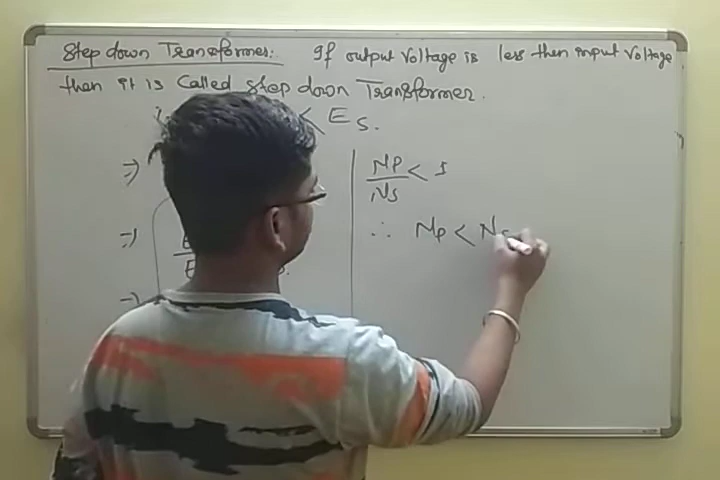 Step down Transformer: If output voltage is less then input voltage
then it is Called step down Transformer.
< E_S.
⇒
⇒
⇒
NP/NS < 1
∴ NP < NS